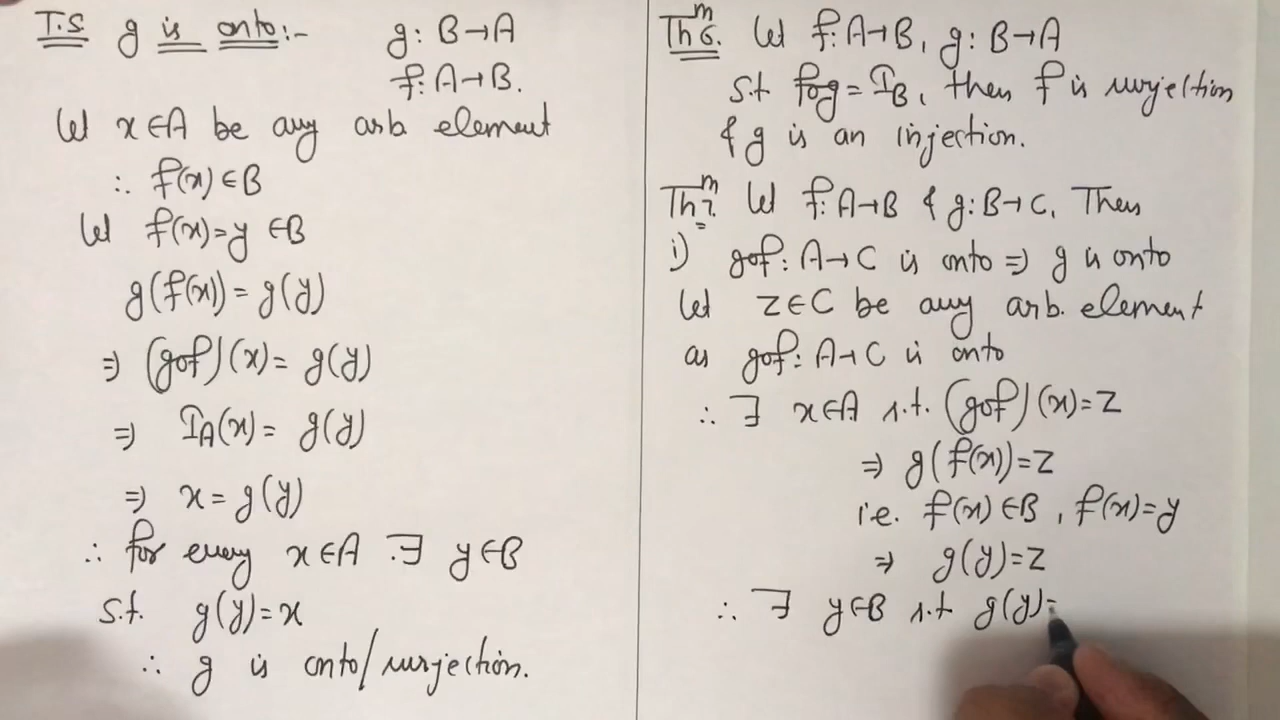 T.S g is onto:-
g: B→A
f: A→B.
Let x∈A be any arb element
∴ f(x)∈B
Let f(x)=y ∈B
g(f(x)) = g(y)
⇒ (gof)(x)= g(y)
⇒ I_A(x)= g(y)
⇒ x=g(y)
∴ for every x∈A ∃ y∈B
s.t. g(y)=x
∴ g is onto/surjection.
Th^m 6. Let f: A→B, g: B→A
s.t fog = I_B, then f is surjection
& g is an injection.
Th^m 7. Let f: A→B & g: B→C. Then
i) gof: A→C is onto ⇒ g is onto
Let z∈C be any arb. element
as gof: A→C is onto
∴ ∃ x∈A s.t. (gof)(x)=z
⇒ g(f(x))=z
i.e. f(x)∈B, f(x)=y
⇒ g(y)=z
∴ ∃ y∈B s.t g(y)=